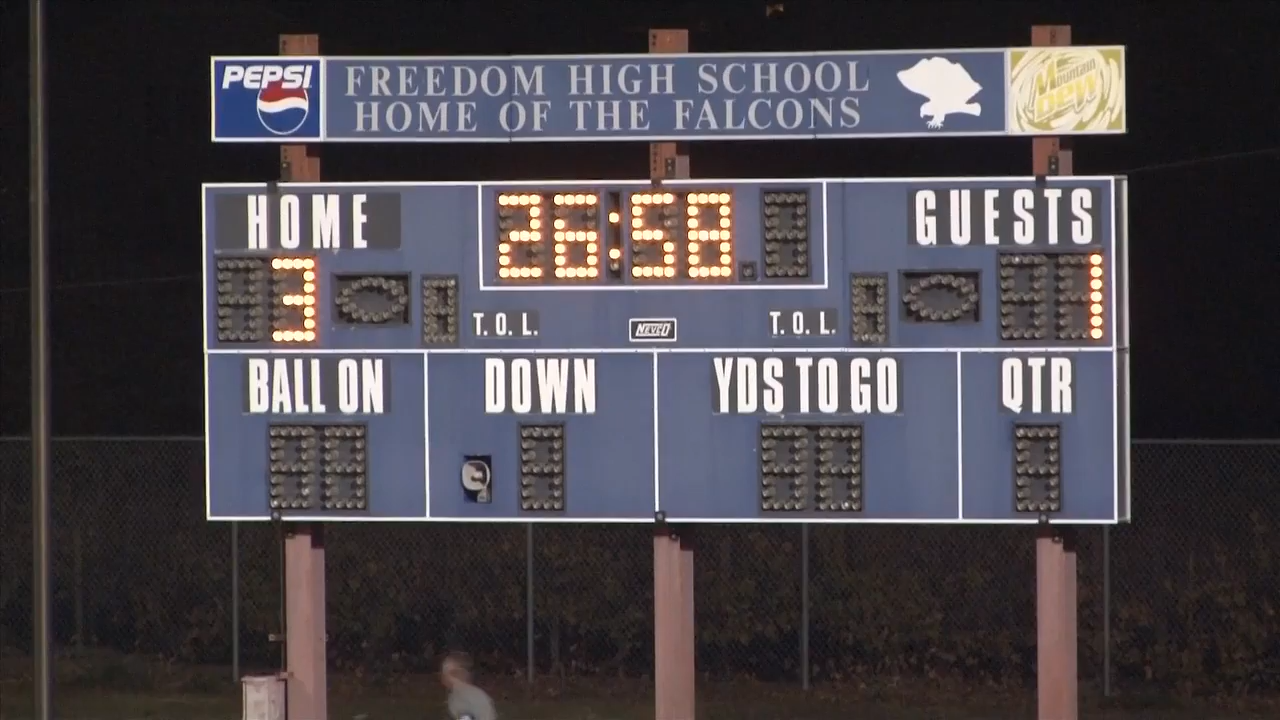 PEPSI
FREEDOM HIGH SCHOOL
HOME OF THE FALCONS
Mountain
Dew
HOME
26:58
GUESTS
3
1
T. O. L.
NEVCO
T. O. L.
BALL ON
DOWN
YDS TO GO
QTR